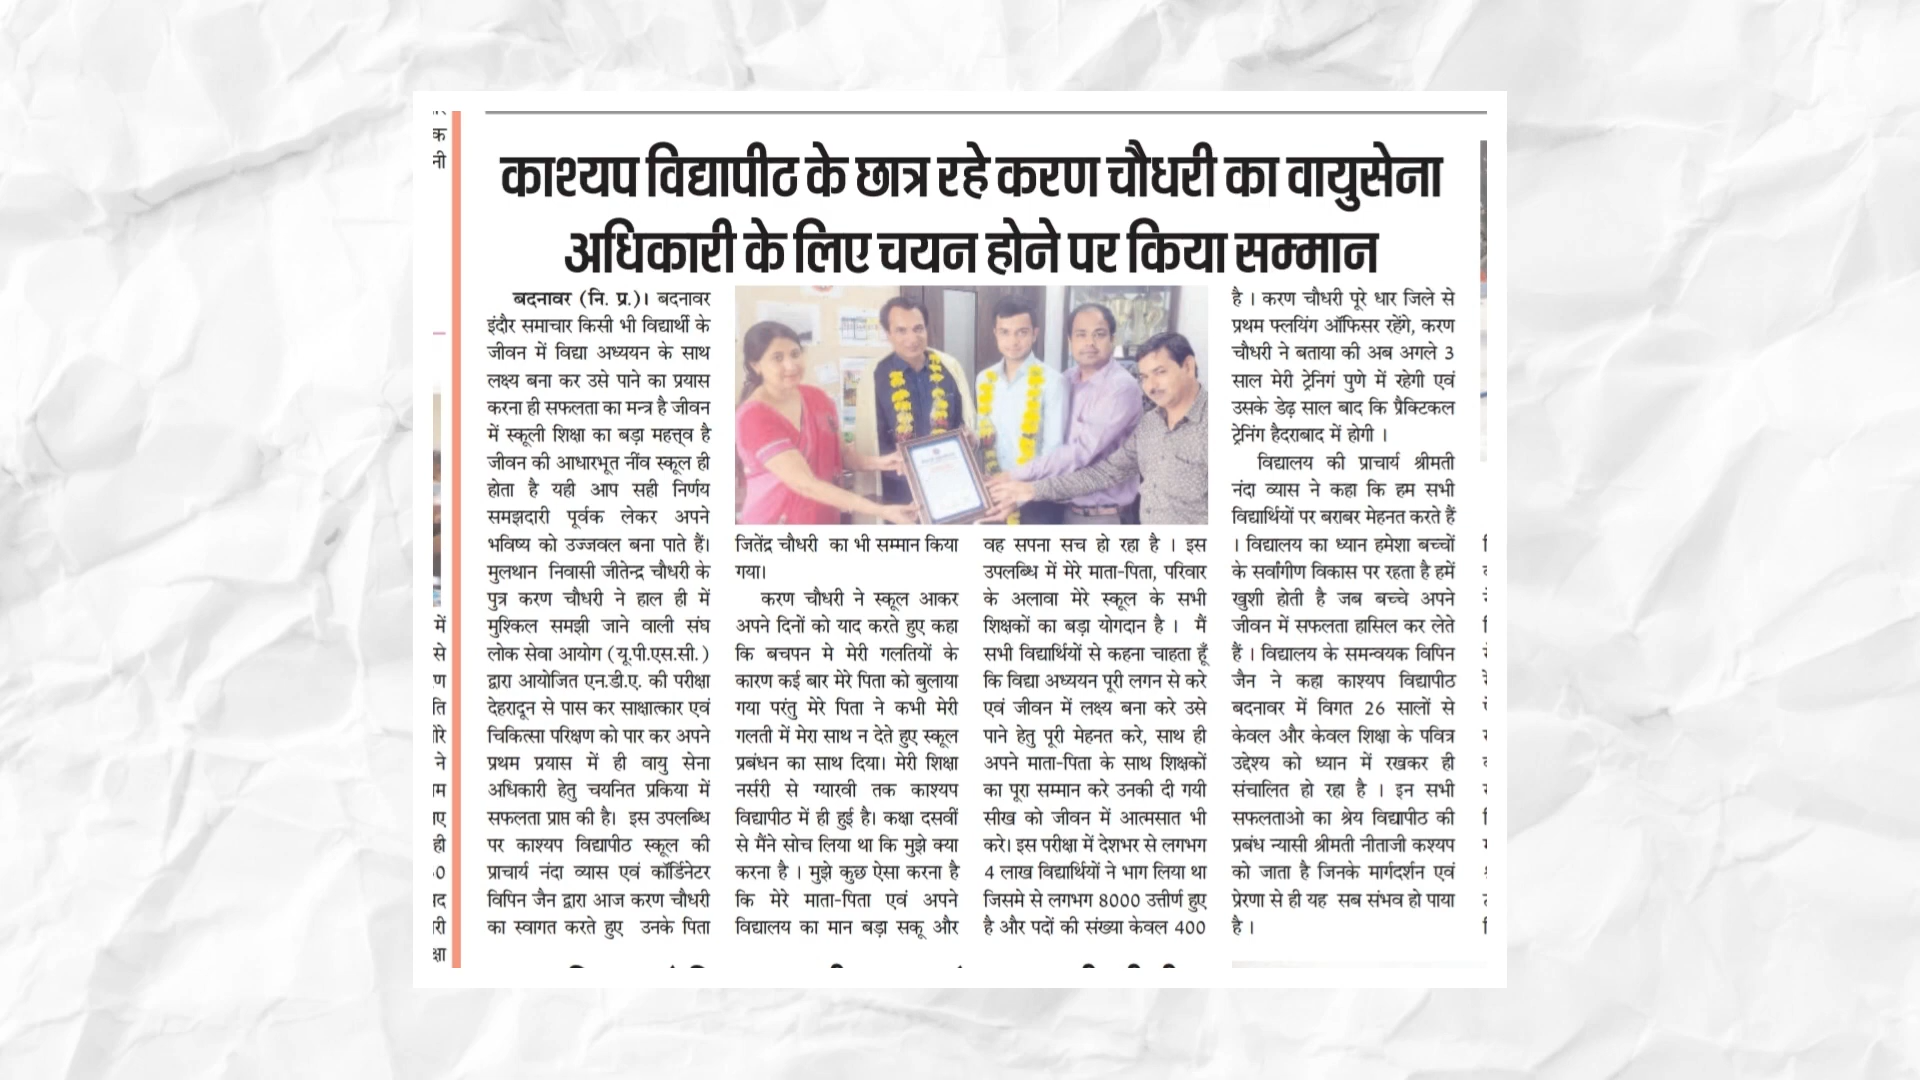 काश्यप विद्यापीठ के छात्र रहे करण चौधरी का वायुसेना
अधिकारी के लिए चयन होने पर किया सम्मान
बदनावर (नि. प्र.)। बदनावर
इंदौर समाचार किसी भी विद्यार्थी के
जीवन में विद्या अध्ययन के साथ
लक्ष्य बना कर उसे पाने का प्रयास
करना ही सफलता का मन्त्र है जीवन
में स्कूली शिक्षा का बड़ा महत्त्व है
जीवन की आधारभूत नींव स्कूल ही
होता है यही आप सही निर्णय
समझदारी पूर्वक लेकर अपने
भविष्य को उज्जवल बना पाते हैं।
मुलथान निवासी जीतेन्द्र चौधरी के
पुत्र करण चौधरी ने हाल ही में
मुश्किल समझी जाने वाली संघ
लोक सेवा आयोग (यू.पी.एस.सी.)
द्वारा आयोजित एन.डी.ए. की परीक्षा
देहरादून से पास कर साक्षात्कार एवं
चिकित्सा परिक्षण को पार कर अपने
प्रथम प्रयास में ही वायु सेना
अधिकारी हेतु चयनित प्रकिया में
सफलता प्राप्त की है। इस उपलब्धि
पर काश्यप विद्यापीठ स्कूल की
प्राचार्य नंदा व्यास एवं कॉर्डिनेटर
विपिन जैन द्वारा आज करण चौधरी
का स्वागत करते हुए उनके पिता
जितेंद्र चौधरी का भी सम्मान किया
गया।
करण चौधरी ने स्कूल आकर
अपने दिनों को याद करते हुए कहा
कि बचपन मे मेरी गलतियों के
कारण कई बार मेरे पिता को बुलाया
गया परंतु मेरे पिता ने कभी मेरी
गलती में मेरा साथ न देते हुए स्कूल
प्रबंधन का साथ दिया। मेरी शिक्षा
नर्सरी से ग्यारवी तक काश्यप
विद्यापीठ में ही हुई है। कक्षा दसवीं
से मैंने सोच लिया था कि मुझे क्या
करना है । मुझे कुछ ऐसा करना है
कि मेरे माता-पिता एवं अपने
विद्यालय का मान बड़ा सकू और
वह सपना सच हो रहा है । इस
उपलब्धि में मेरे माता-पिता, परिवार
के अलावा मेरे स्कूल के सभी
शिक्षकों का बड़ा योगदान है । मैं
सभी विद्यार्थियों से कहना चाहता हूँ
कि विद्या अध्ययन पूरी लगन से करे
एवं जीवन में लक्ष्य बना करे उसे
पाने हेतु पूरी मेहनत करे, साथ ही
अपने माता-पिता के साथ शिक्षकों
का पूरा सम्मान करे उनकी दी गयी
सीख को जीवन में आत्मसात भी
करे। इस परीक्षा में देशभर से लगभग
4 लाख विद्यार्थियों ने भाग लिया था
जिसमे से लगभग 8000 उत्तीर्ण हुए
है और पदों की संख्या केवल 400
है । करण चौधरी पूरे धार जिले से
प्रथम फ्लयिंग ऑफिसर रहेंगे, करण
चौधरी ने बताया की अब अगले 3
साल मेरी ट्रेनिगं पुणे में रहेगी एवं
उसके डेढ़ साल बाद कि प्रैक्टिकल
ट्रेनिंग हैदराबाद में होगी ।
विद्यालय की प्राचार्य श्रीमती
नंदा व्यास ने कहा कि हम सभी
विद्यार्थियों पर बराबर मेहनत करते हैं
। विद्यालय का ध्यान हमेशा बच्चों
के सर्वांगीण विकास पर रहता है हमें
खुशी होती है जब बच्चे अपने
जीवन में सफलता हासिल कर लेते
हैं । विद्यालय के समन्वयक विपिन
जैन ने कहा काश्यप विद्यापीठ
बदनावर में विगत 26 सालों से
केवल और केवल शिक्षा के पवित्र
उद्देश्य को ध्यान में रखकर ही
संचालित हो रहा है । इन सभी
सफलताओ का श्रेय विद्यापीठ की
प्रबंध न्यासी श्रीमती नीताजी कश्यप
को जाता है जिनके मार्गदर्शन एवं
प्रेरणा से ही यह सब संभव हो पाया
है ।